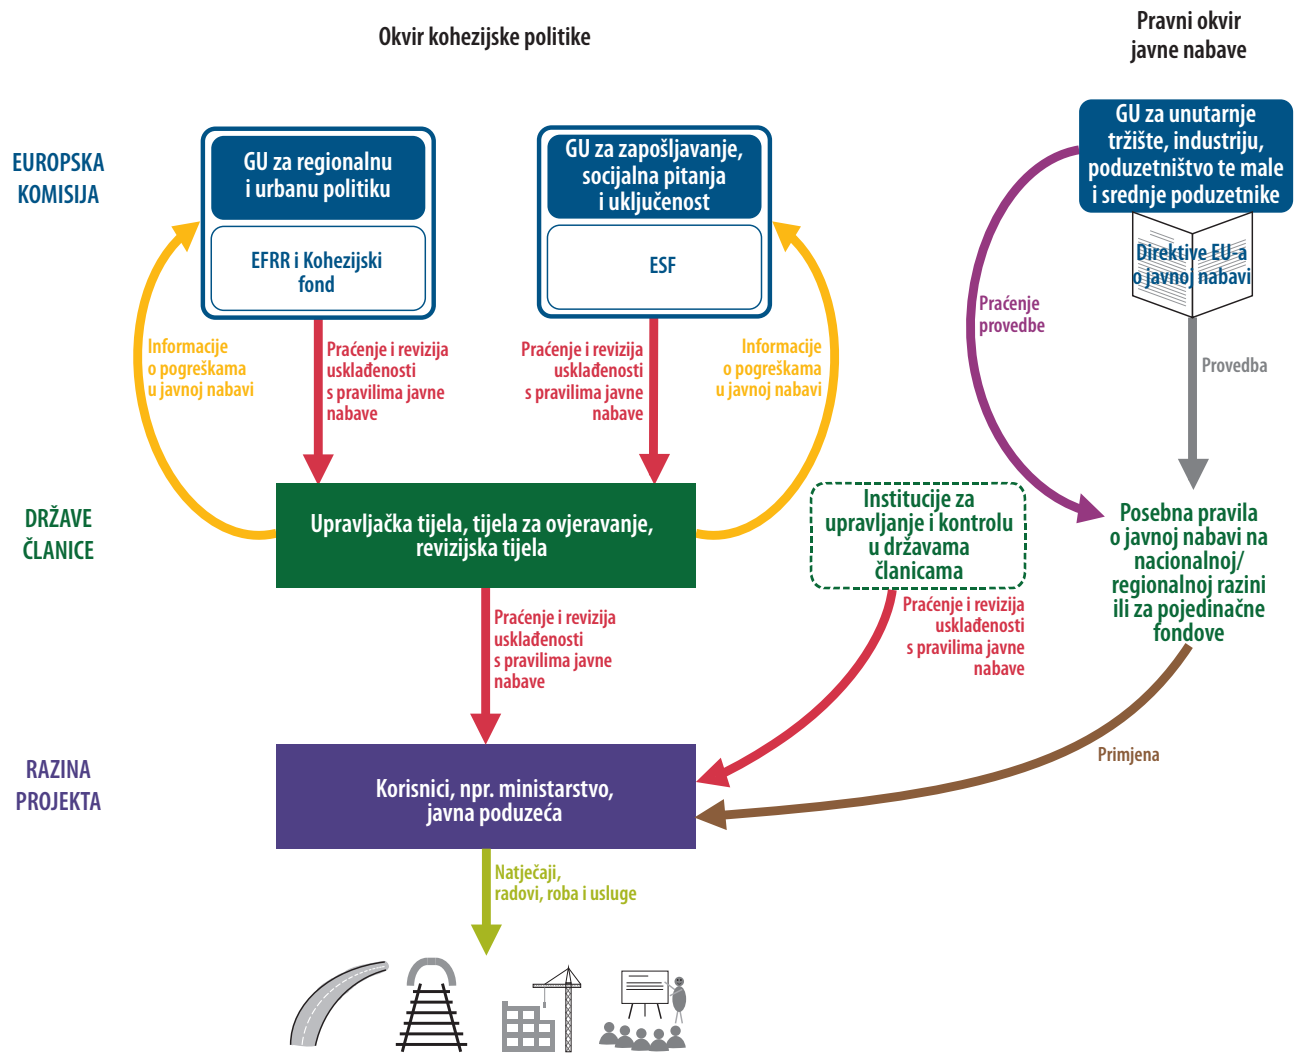 Okvir kohezijske politike
Pravni okvir
javne nabave
EUROPSKA
KOMISIJA
GU za regionalnu
i urbanu politiku
EFRR i Kohezijski
fond
GU za zapošljavanje,
socijalna pitanja
i uključenost
ESF
GU za unutarnje
tržište, industriju,
poduzetništvo te male
i srednje poduzetnike
Direktive EU-a
o javnoj nabavi
Informacije
o pogreškama
u javnoj nabavi
Praćenje i revizija
usklađenosti
s pravilima javne
nabave
Praćenje i revizija
usklađenosti
s pravilima javne
nabave
Informacije
o pogreškama
u javnoj nabavi
Praćenje
provedbe
Provedba
DRŽAVE
ČLANICE
Upravljačka tijela, tijela za ovjeravanje,
revizijska tijela
Institucije za
upravljanje i kontrolu
u državama
članicama
Posebna pravila
o javnoj nabavi na
nacionalnoj/
regionalnoj razini
ili za pojedinačne
fondove
Praćenje i revizija
usklađenosti
s pravilima javne
nabave
Praćenje i revizija
usklađenosti
s pravilima javne
nabave
Primjena
RAZINA
PROJEKTA
Korisnici, npr. ministarstvo,
javna poduzeća
Natječaji,
radovi, roba i usluge